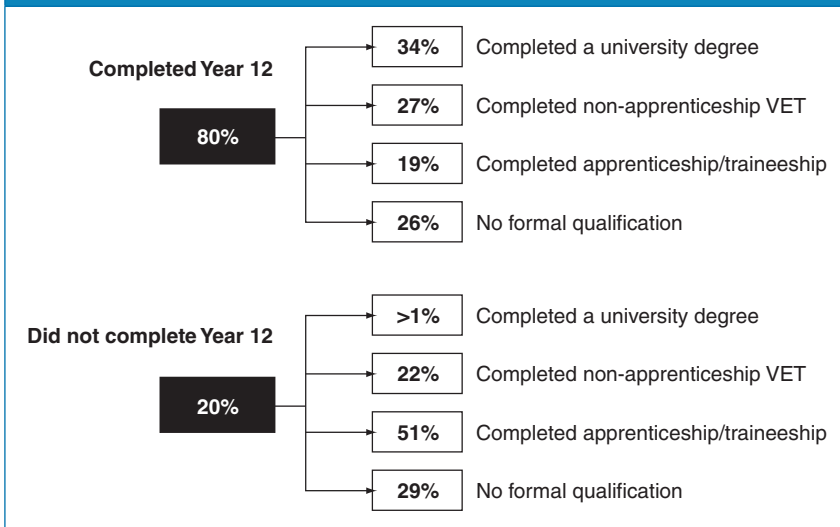 Completed Year 12
80%
34% Completed a university degree
27% Completed non-apprenticeship VET
19% Completed apprenticeship/traineeship
26% No formal qualification
Did not complete Year 12
20%
>1% Completed a university degree
22% Completed non-apprenticeship VET
51% Completed apprenticeship/traineeship
29% No formal qualification